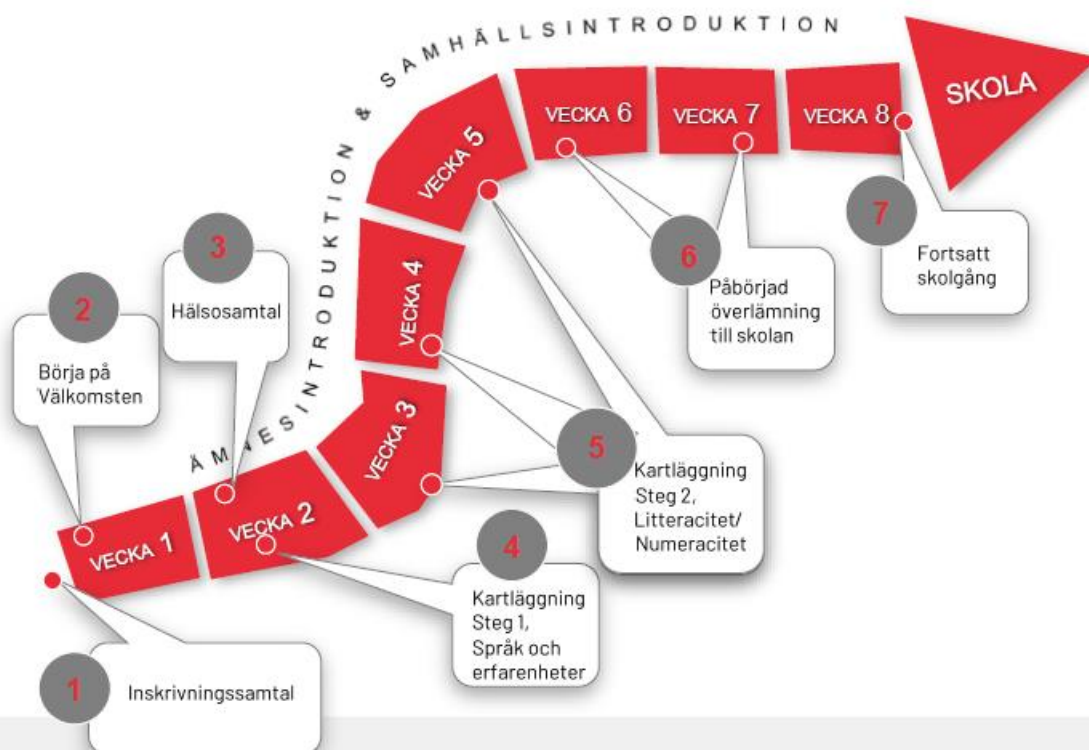 ÄMNESINTRODUKTION & SAMHÄLLSINTRODUKTION
VECKA 1
VECKA 2
VECKA 3
VECKA 4
VECKA 5
VECKA 6
VECKA 7
VECKA 8
SKOLA
1
Inskrivningssamtal
2
Börja på
Välkomsten
3
Hälsosamtal
4
Kartläggning
Steg 1,
Språk och
erfarenheter
5
Kartläggning
Steg 2,
Litteracitet/
Numeracitet
6
Påbörjad
överlämning
till skolan
7
Fortsatt
skolgång